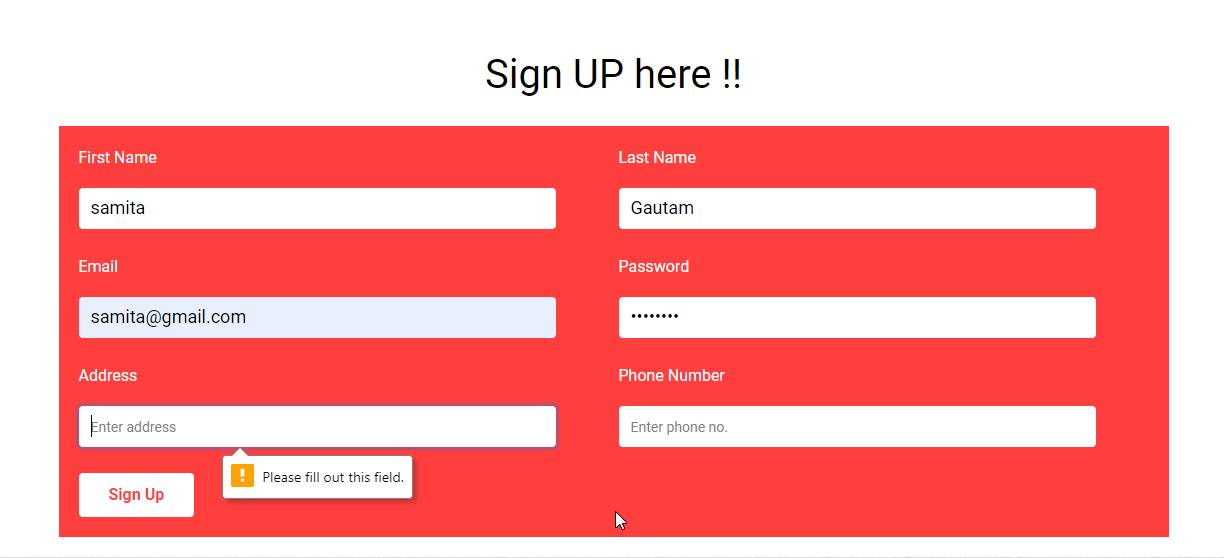 Sign UP here !!
First Name Last Name
samita Gautam
Email Password
samita@gmail.com ••••••••
Address Phone Number
Enter address Enter phone no.
Please fill out this field.
Sign Up